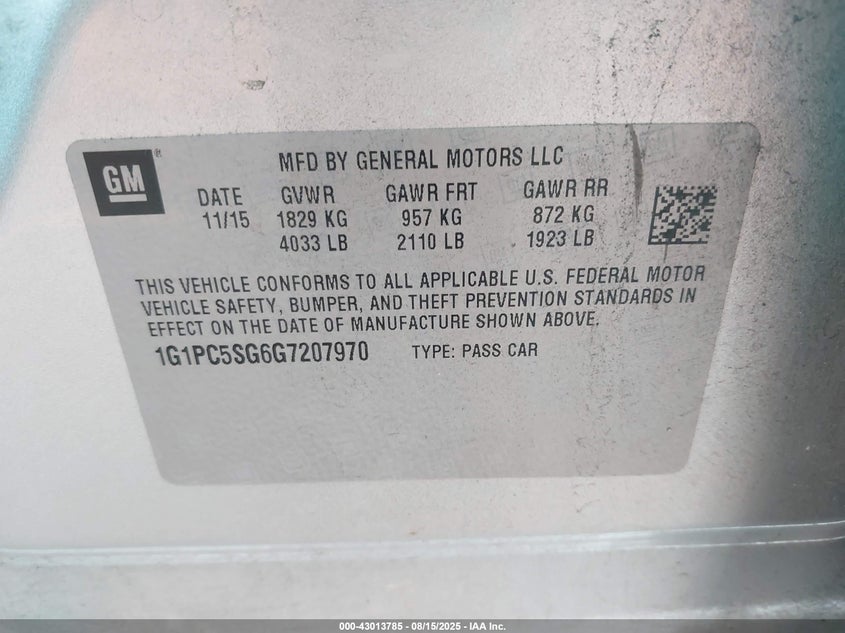 GM®
MFD BY GENERAL MOTORS LLC
DATE GVWR GAWR FRT GAWR RR
11/15 1829 KG 957 KG 872 KG
4033 LB 2110 LB 1923 LB
THIS VEHICLE CONFORMS TO ALL APPLICABLE U.S. FEDERAL MOTOR
VEHICLE SAFETY, BUMPER, AND THEFT PREVENTION STANDARDS IN
EFFECT ON THE DATE OF MANUFACTURE SHOWN ABOVE.
1G1PC5SG6G7207970 TYPE: PASS CAR
000-43013785 - 08/15/2025 - IAA Inc.